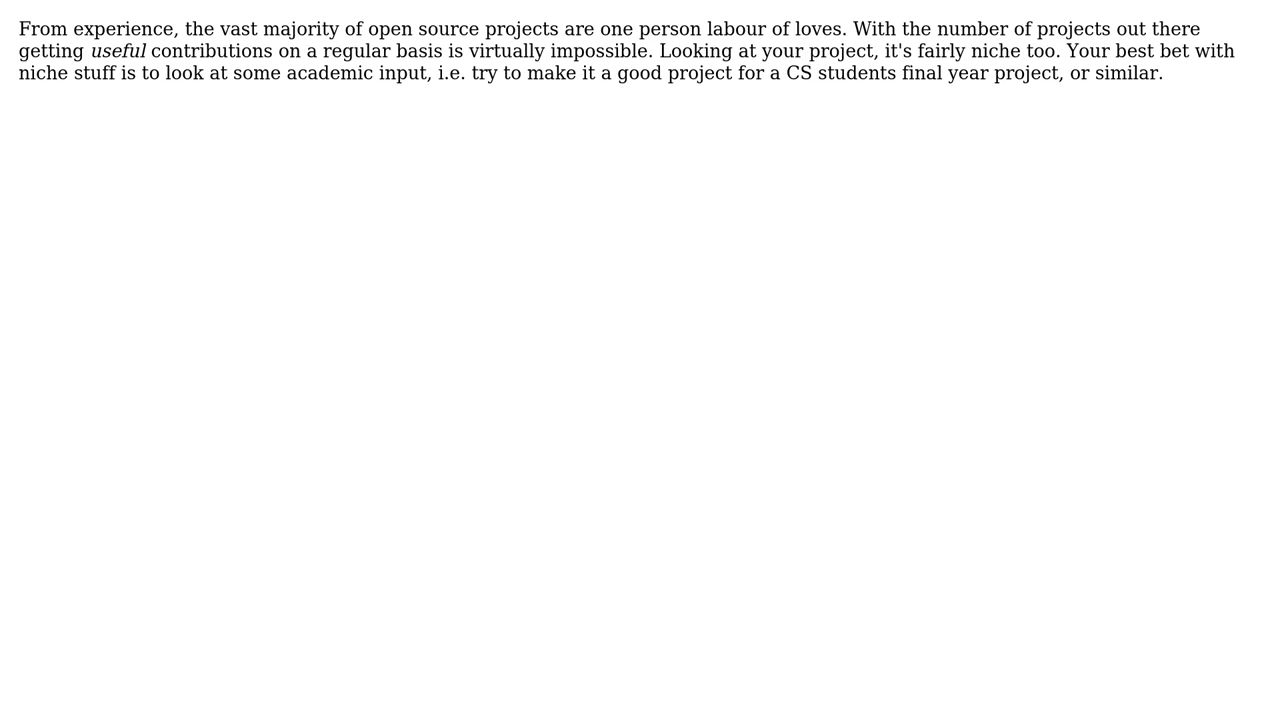 From experience, the vast majority of open source projects are one person labour of loves. With the number of projects out there
getting useful contributions on a regular basis is virtually impossible. Looking at your project, it's fairly niche too. Your best bet with
niche stuff is to look at some academic input, i.e. try to make it a good project for a CS students final year project, or similar.